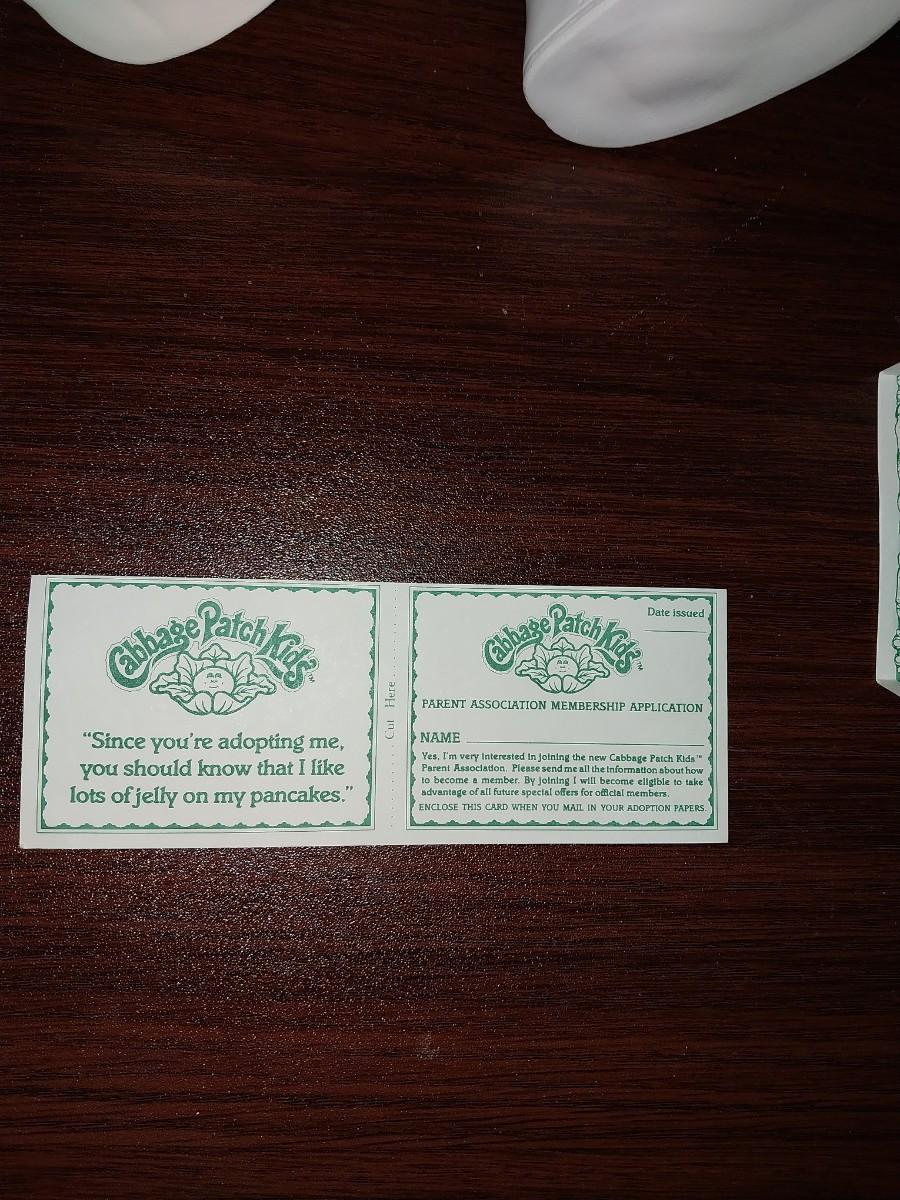 Cabbage Patch Kids™
"Since you're adopting me,
you should know that I like
lots of jelly on my pancakes."
Cut Here
Date issued
Cabbage Patch Kids™
PARENT ASSOCIATION MEMBERSHIP APPLICATION
NAME
Yes, I'm very interested in joining the new Cabbage Patch Kids™
Parent Association. Please send me all the information about how
to become a member. By joining I will become eligible to take
advantage of all future special offers for official members.
ENCLOSE THIS CARD WHEN YOU MAIL IN YOUR ADOPTION PAPERS.